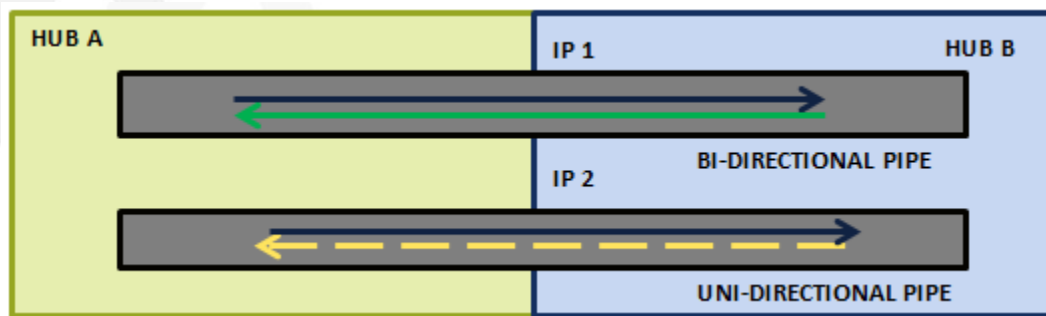 HUB A
IP 1
HUB B
BI-DIRECTIONAL PIPE
IP 2
UNI-DIRECTIONAL PIPE